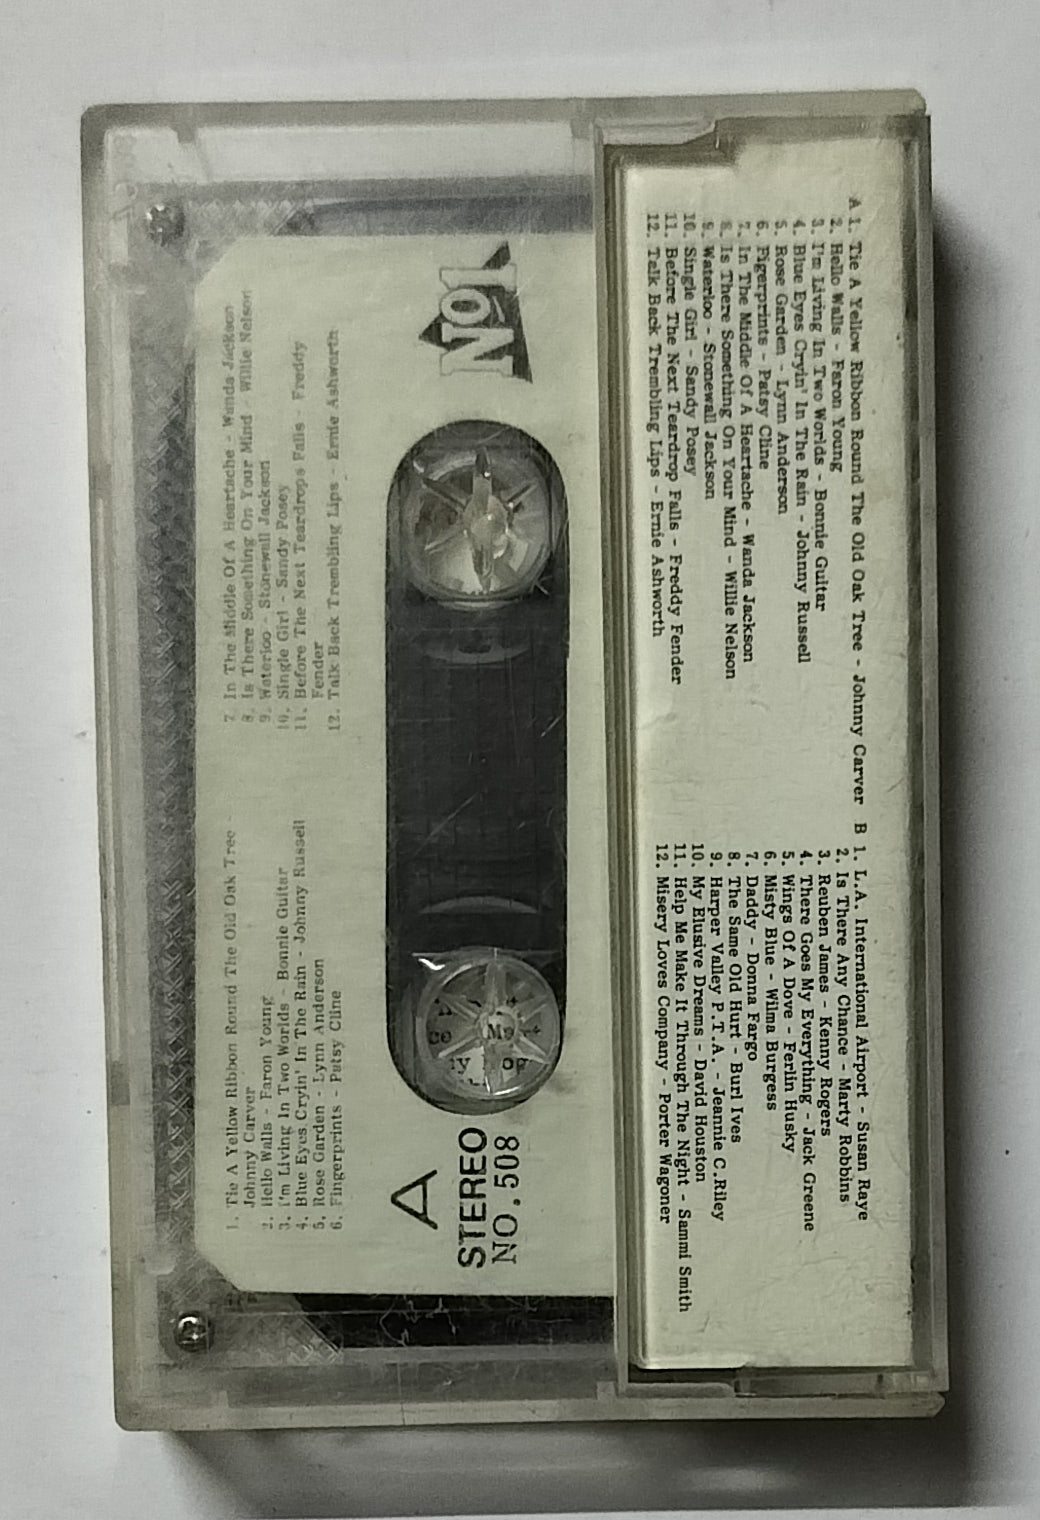 A 1. Tie A Yellow Ribbon Round The Old Oak Tree - Johnny Carver
2. Hello Walls - Faron Young
3. I'm Living In Two Worlds - Bonnie Guitar
4. Blue Eyes Cryin' In The Rain - Johnny Russell
5. Rose Garden - Lynn Anderson
6. Figerprints - Patsy Cline
7. In The Middle Of A Heartache - Wanda Jackson
8. Is There Something On Your Mind - Willie Nelson
9. Waterloo - Stonewall Jackson
10. Single Girl - Sandy Posey
11. Before The Next Teardrop Falls - Freddy Fender
12. Talk Back Trembling Lips - Ernie Ashworth
B 1. L.A. International Airport - Susan Raye
2. Is There Any Chance - Marty Robbins
3. Reuben James - Kenny Rogers
4. There Goes My Everything - Jack Greene
5. Wings Of A Dove - Ferlin Husky
6. Misty Blue - Wilma Burgess
7. Daddy - Donna Fargo
8. The Same Old Hurt - Burl Ives
9. Harper Valley P.T.A. - Jeannie C.Riley
10. My Elusive Dreams - David Houston
11. Help Me Make It Through The Night - Sammi Smith
12. Misery Loves Company - Porter Wagoner
NO1
A
STEREO
NO.508
1. Tie A Yellow Ribbon Round The Old Oak Tree -
Johnny Carver
2. Hello Walls - Faron Young
3. I'm Living In Two Worlds - Bonnie Guitar
4. Blue Eyes Cryin' In The Rain - Johnny Russell
5. Rose Garden - Lynn Anderson
6. Fingerprints - Patsy Cline
7. In The Middle Of A Heartache - Wanda Jackson
8. Is There Something On Your Mind - Willie Nelson
9. Waterloo - Stonewall Jackson
10. Single Girl - Sandy Posey
11. Before The Next Teardrops Falls - Freddy
Fender
12. Talk Back Trembling Lips - Ernie Ashworth